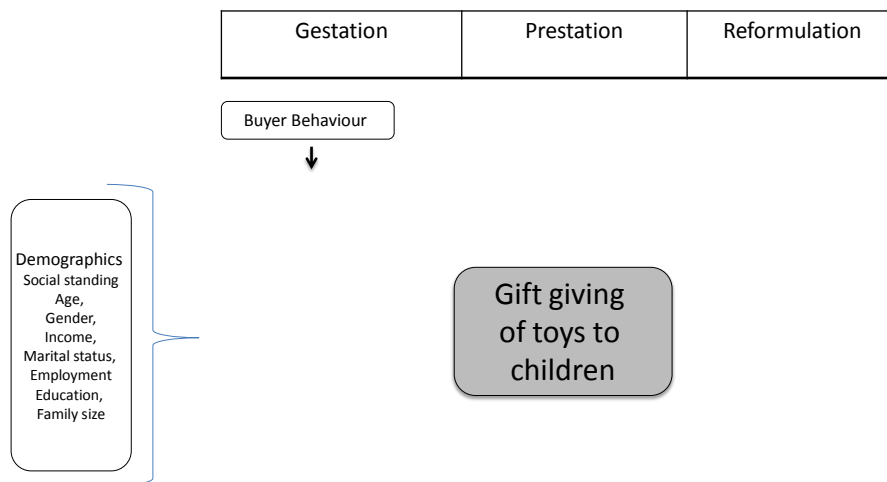 Gestation
Prestation
Reformulation
Buyer Behaviour
Demographics
Social standing
Age,
Gender,
Income,
Marital status,
Employment
Education,
Family size
Gift giving
of toys to
children